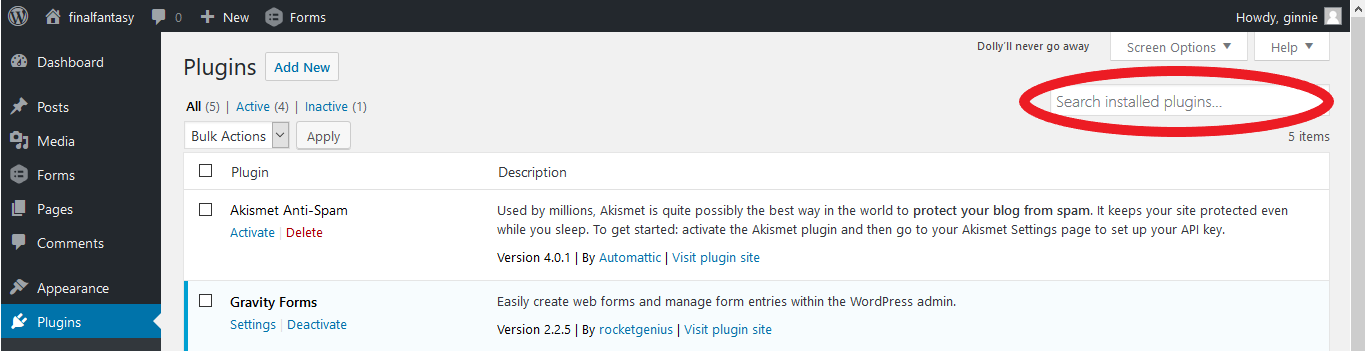 finalfantasy 0 + New Forms Howdy, ginnie
Dashboard
Posts
Media
Forms
Pages
Comments
Appearance
Plugins
Dolly'll never go away Screen Options Help
Plugins Add New
Search installed plugins...
All (5) | Active (4) | Inactive (1)
Bulk Actions Apply
5 items
Plugin Description
Akismet Anti-Spam
Activate | Delete
Used by millions, Akismet is quite possibly the best way in the world to protect your blog from spam. It keeps your site protected even
while you sleep. To get started: activate the Akismet plugin and then go to your Akismet Settings page to set up your API key.
Version 4.0.1 | By Automattic | Visit plugin site
Gravity Forms
Settings | Deactivate
Easily create web forms and manage form entries within the WordPress admin.
Version 2.2.5 | By rocketgenius | Visit plugin site